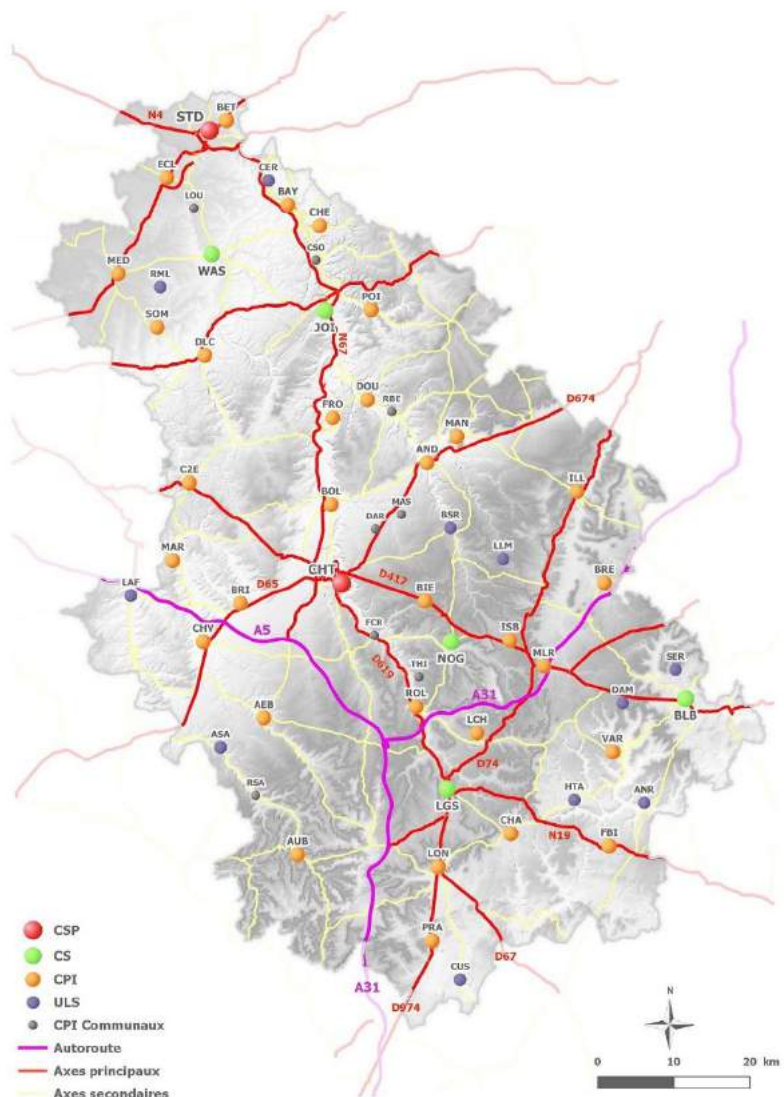 BET
STD
N4
ECL
CER
LOU
BAY
CHE
CSO
WAS
MED
RML
POI
SOM
JOI
N67
DLC
DOU
RBE
FRO
D674
MAN
AND
C2E
ILL
BOL
MAS
DAR
BSR
MAR
LLM
CHT
D417
BRE
LAF
D65
BRI
BIE
FCR
A5
ISB
CHV
NOG
D619
MLR
SER
THI
ROL
A31
DAM
BLB
AEB
LCH
ASA
VAR
D74
RSA
HTA
ANR
LGS
CHA
N19
FBI
AUB
LON
PRA
D67
CUS
A31
D974
CSP
CS
CPI
ULS
CPI Communaux
Autoroute
Axes principaux
Axes secondaires
N
0 10 20 km